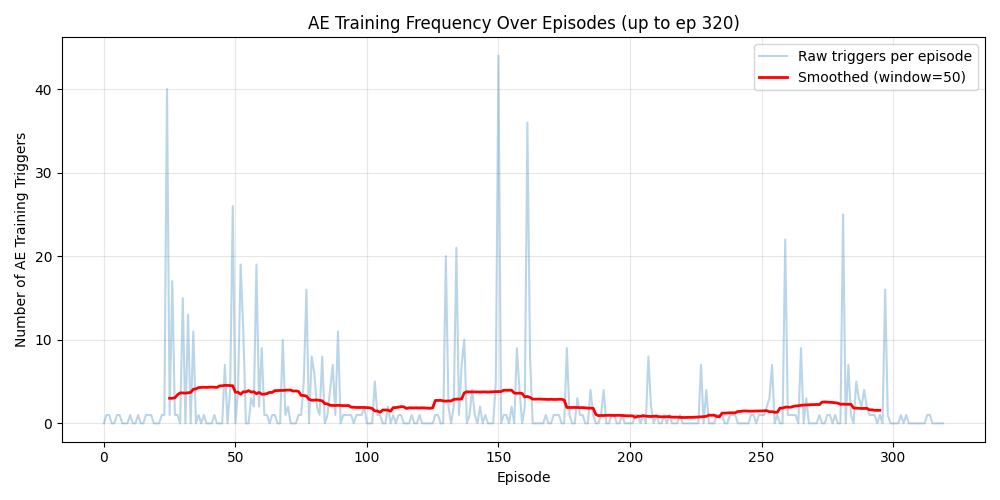 AE Training Frequency Over Episodes (up to ep 320)
Raw triggers per episode
Smoothed (window=50)
Number of AE Training Triggers
40
30
20
10
0
0 50 100 150 200 250 300
Episode